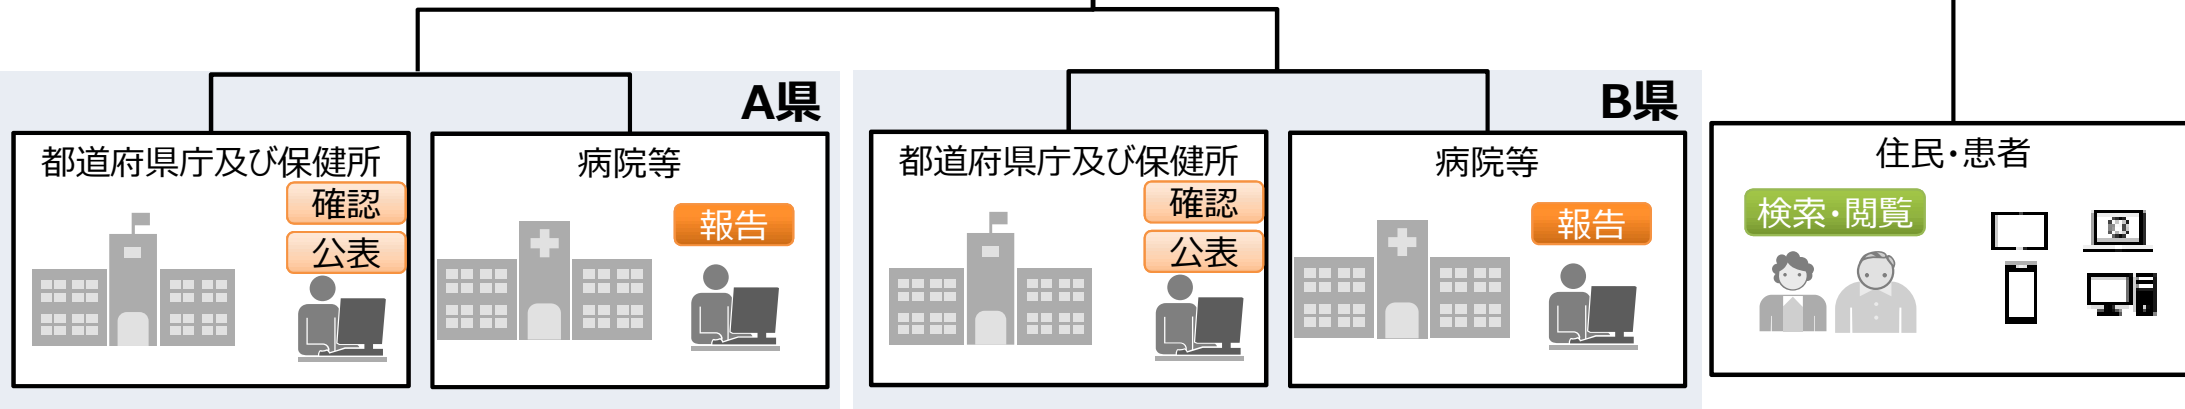 A県
都道府県庁及び保健所
確認
公表
病院等
報告
B県
都道府県庁及び保健所
確認
公表
病院等
報告
住民・患者
検索・閲覧